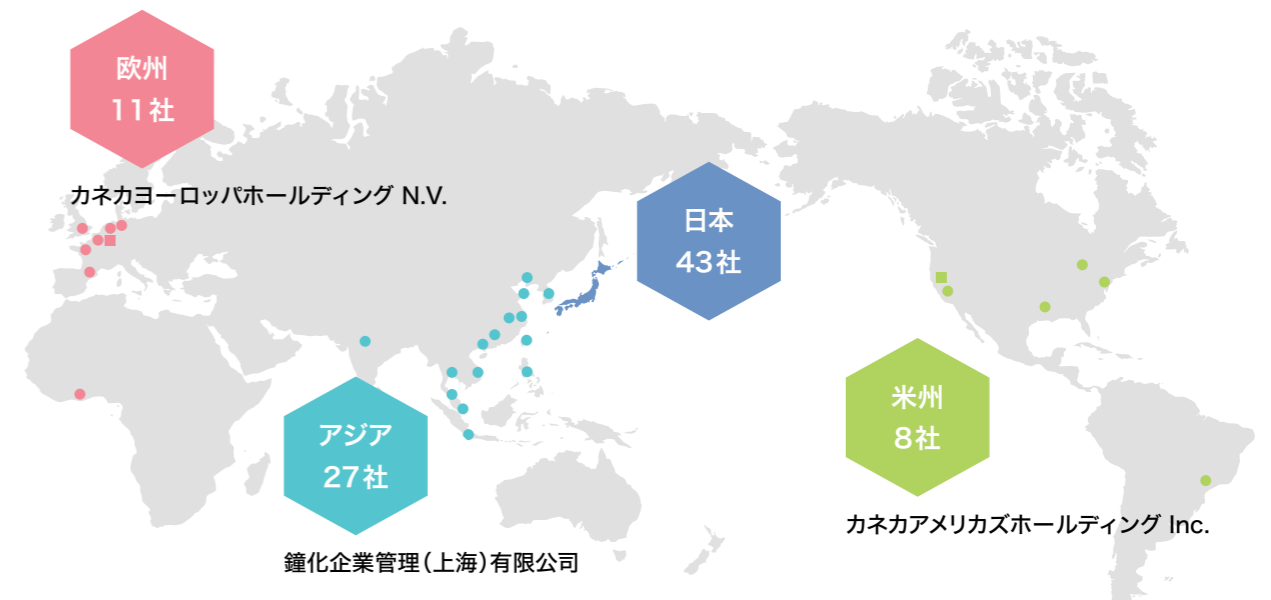 欧州
11社
カネカヨーロッパホールディング N.V.
日本
43社
アジア
27社
鐘化企業管理(上海)有限公司
米州
8社
カネカアメリカズホールディング Inc.